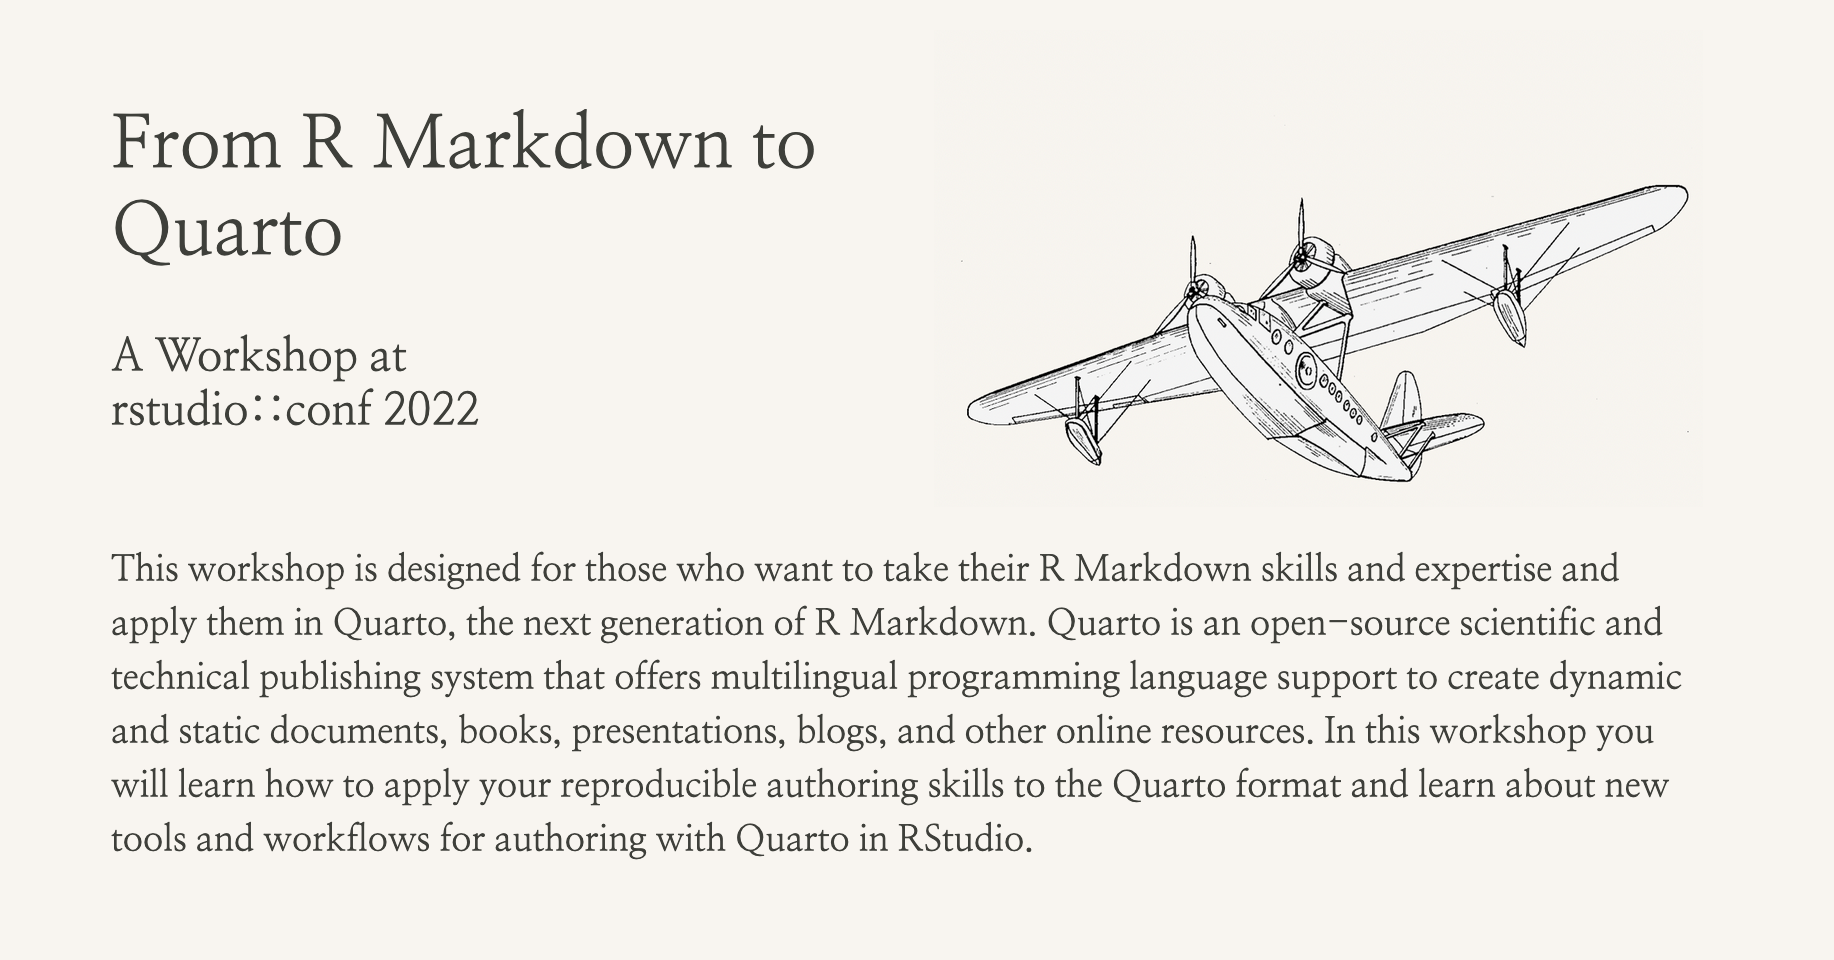 From R Markdown to
Quarto
A Workshop at
rstudio::conf 2022
This workshop is designed for those who want to take their R Markdown skills and expertise and
apply them in Quarto, the next generation of R Markdown. Quarto is an open-source scientific and
technical publishing system that offers multilingual programming language support to create dynamic
and static documents, books, presentations, blogs, and other online resources. In this workshop you
will learn how to apply your reproducible authoring skills to the Quarto format and learn about new
tools and workflows for authoring with Quarto in RStudio.